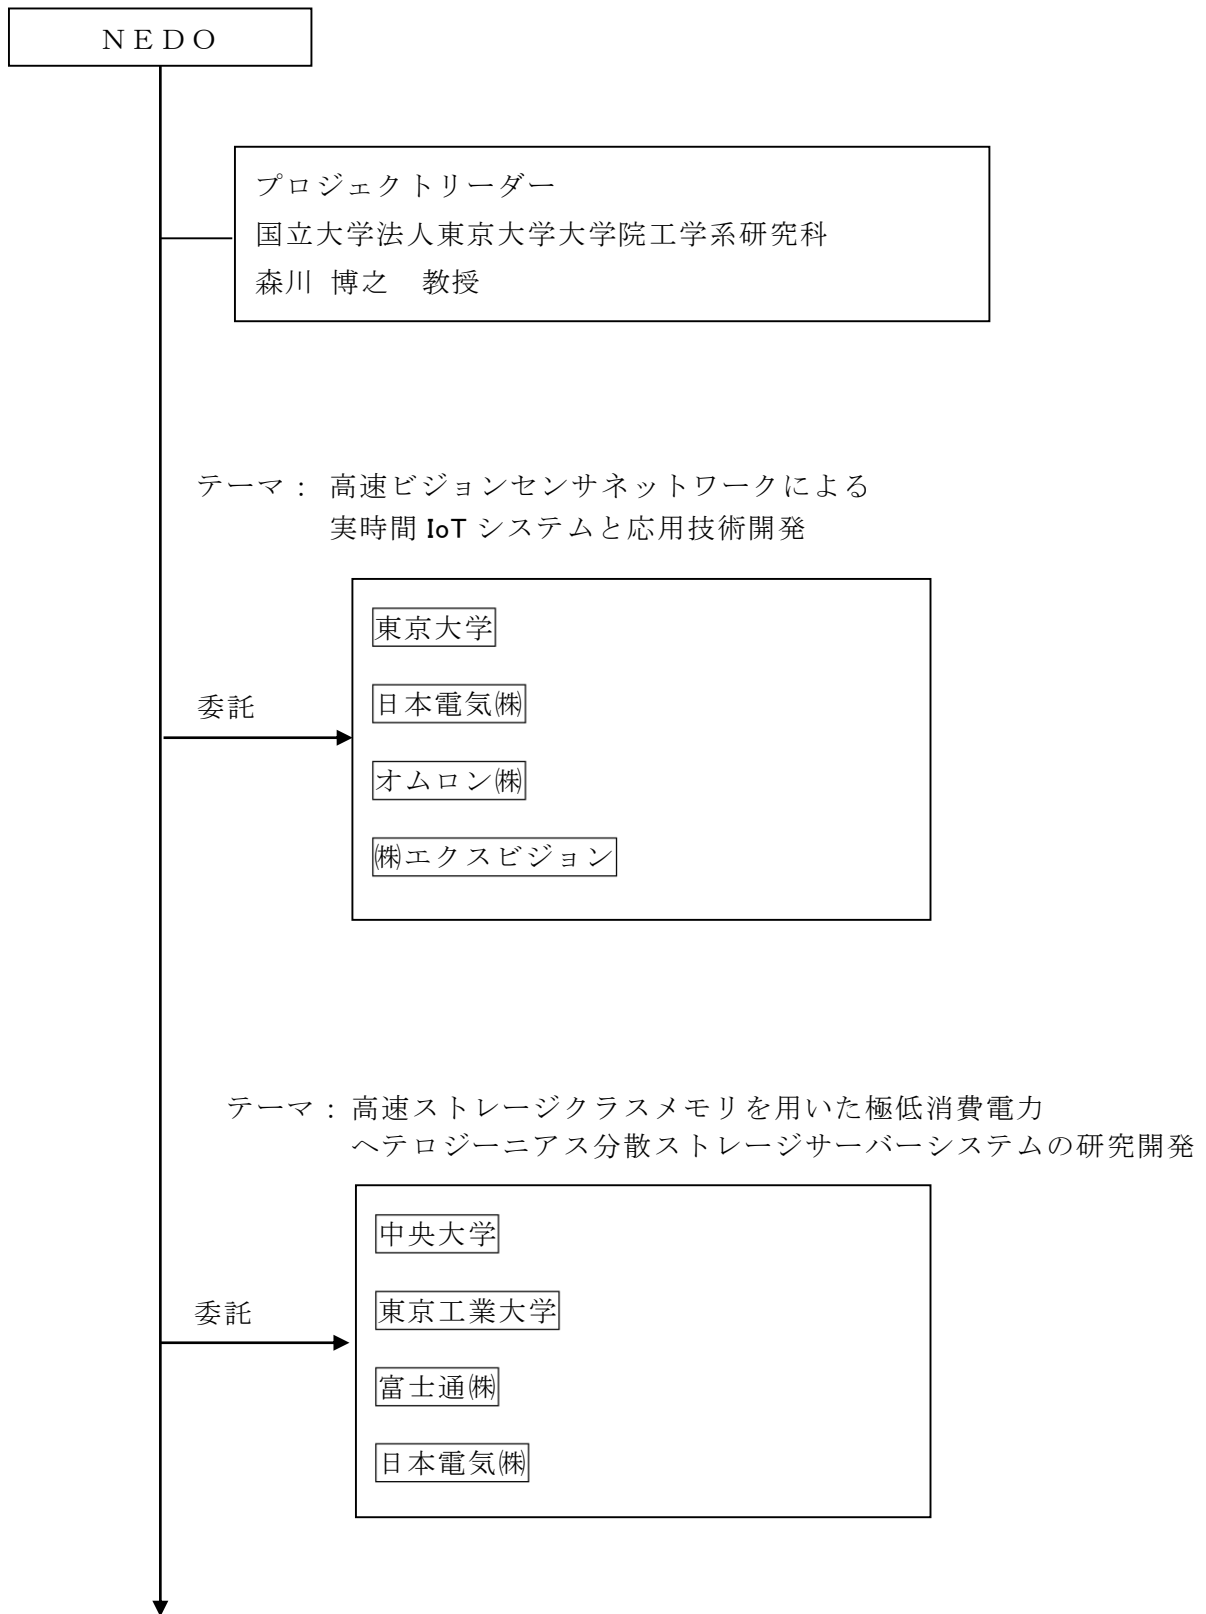 NEDO
プロジェクトリーダー
国立大学法人東京大学大学院工学系研究科
森川 博之 教授
テーマ： 高速ビジョンセンサネットワークによる
実時間 IoT システムと応用技術開発
東京大学
日本電気㈱
委託
オムロン㈱
㈱エクスビジョン
テーマ：高速ストレージクラスメモリを用いた極低消費電力
ヘテロジーニアス分散ストレージサーバーシステムの研究開発
中央大学
東京工業大学
委託
富士通㈱
日本電気㈱